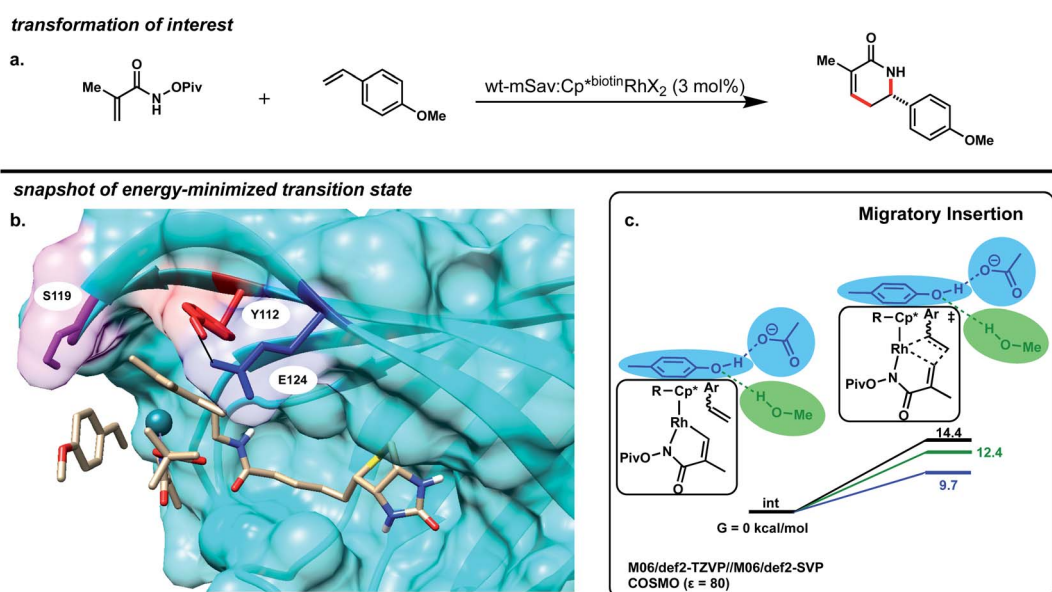 transformation of interest
a.
Me
O
N
H
OPiv
+
OMe
wt-mSav:Cp*biotinRhX2 (3 mol%)
Me
O
NH
OMe
snapshot of energy-minimized transition state
b.
S119
Y112
E124
c.
Migratory Insertion
O
H
O⊖
O
H
O–Me
R–Cp* Ar
‡
Rh
PivO
N
O
O
H
O⊖
O
H
O–Me
R–Cp* Ar
Rh
PivO
N
O
14.4
12.4
9.7
int
G = 0 kcal/mol
M06/def2-TZVP//M06/def2-SVP
COSMO (ε = 80)